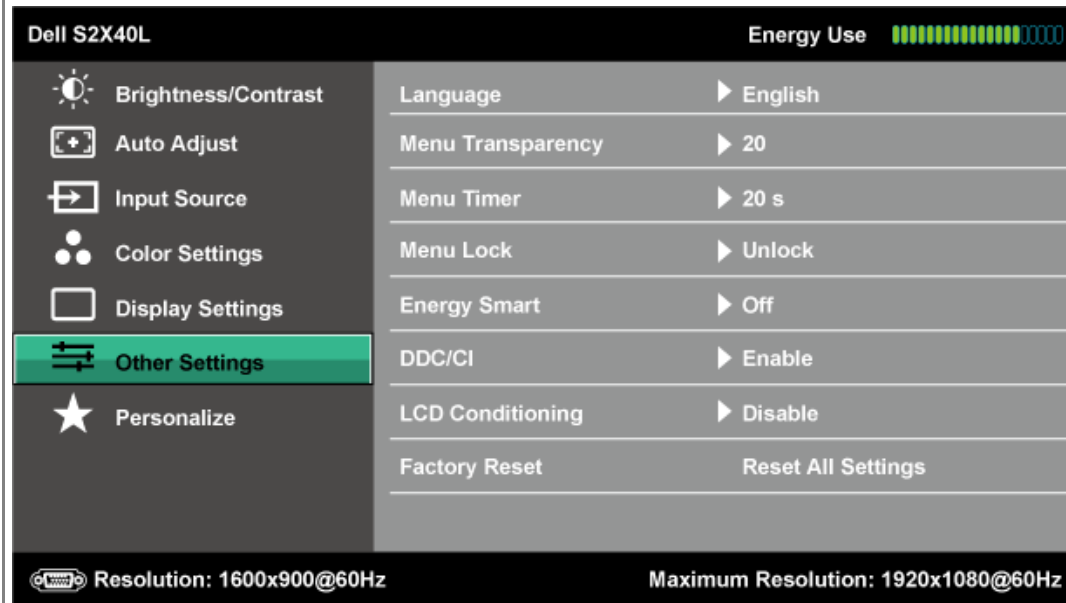 Dell S2X40L Energy Use
Brightness/Contrast Language English
Auto Adjust Menu Transparency 20
Input Source Menu Timer 20 s
Color Settings Menu Lock Unlock
Display Settings Energy Smart Off
Other Settings DDC/CI Enable
Personalize LCD Conditioning Disable
Factory Reset Reset All Settings
Resolution: 1600x900@60Hz Maximum Resolution: 1920x1080@60Hz